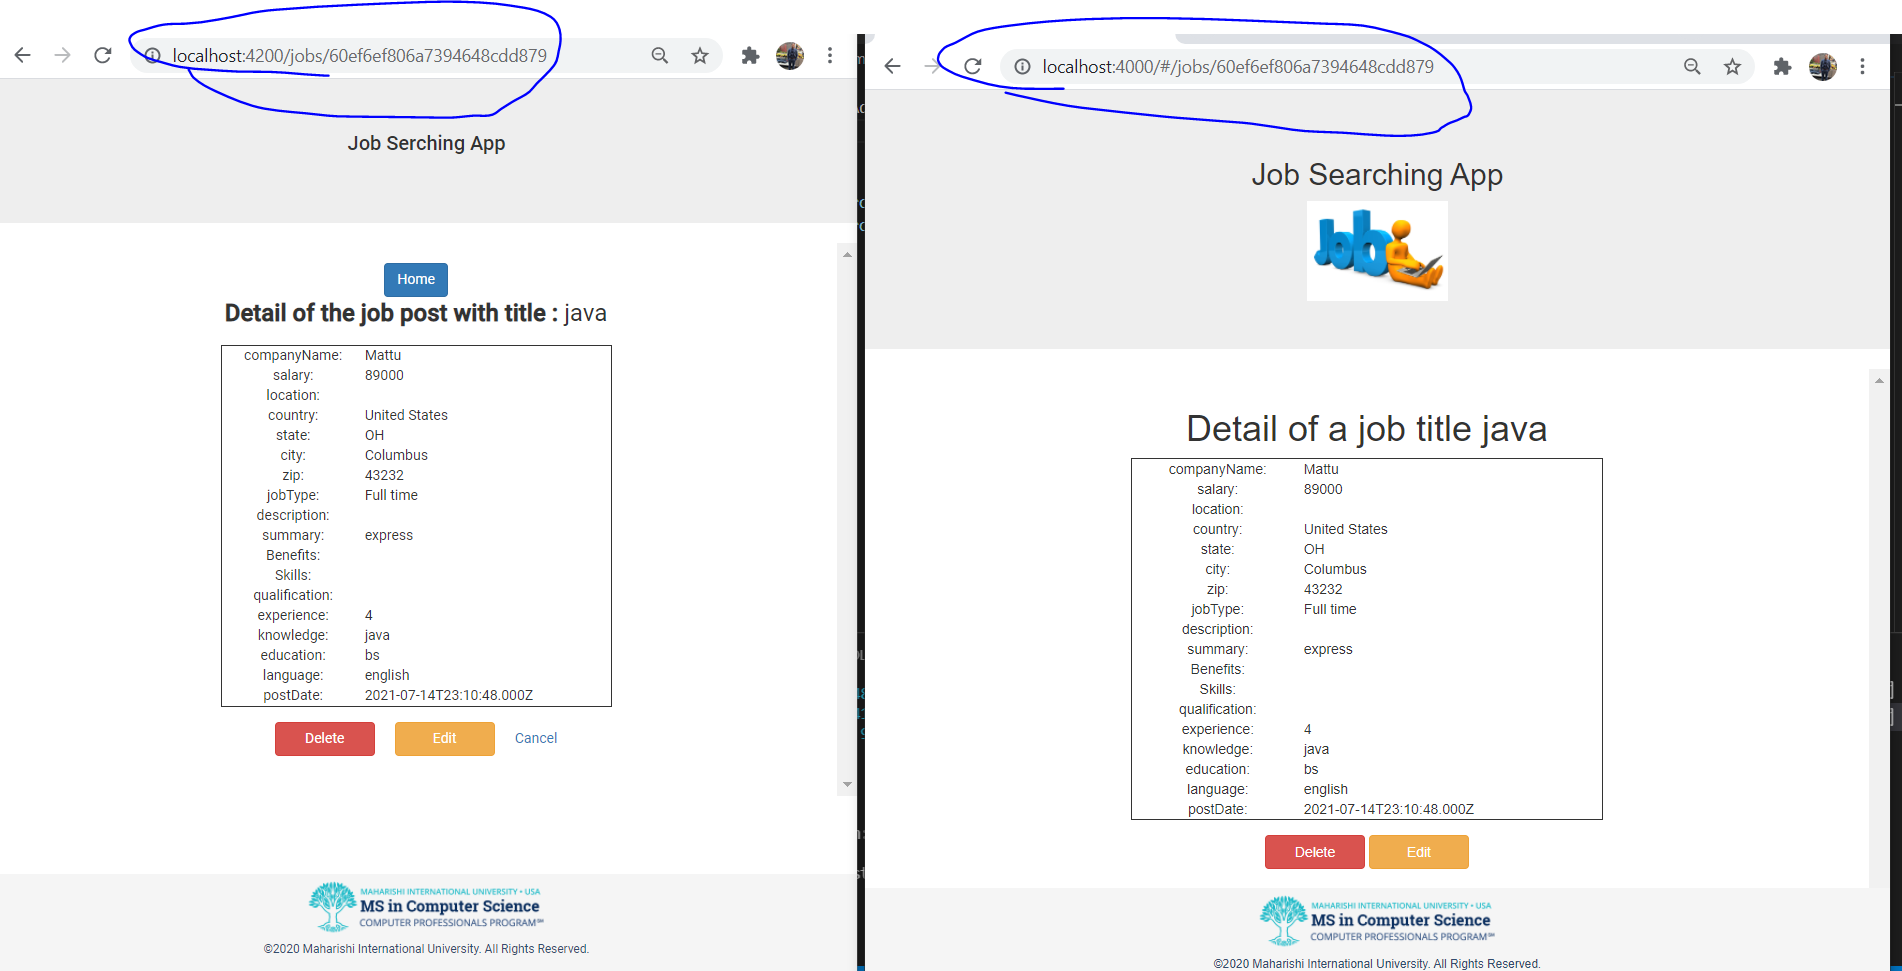 localhost:4200/jobs/60ef6ef806a7394648cdd879
Job Serching App
Home
Detail of the job post with title : java
companyName: Mattu
salary: 89000
location:
country: United States
state: OH
city: Columbus
zip: 43232
jobType: Full time
description:
summary: express
Benefits:
Skills:
qualification:
experience: 4
knowledge: java
education: bs
language: english
postDate: 2021-07-14T23:10:48.000Z
Delete Edit Cancel
MAHARISHI INTERNATIONAL UNIVERSITY • USA
MS in Computer Science
COMPUTER PROFESSIONALS PROGRAM℠
©2020 Maharishi International University. All Rights Reserved.
localhost:4000/#/jobs/60ef6ef806a7394648cdd879
Job Searching App
Job
Detail of a job title java
companyName: Mattu
salary: 89000
location:
country: United States
state: OH
city: Columbus
zip: 43232
jobType: Full time
description:
summary: express
Benefits:
Skills:
qualification:
experience: 4
knowledge: java
education: bs
language: english
postDate: 2021-07-14T23:10:48.000Z
Delete Edit
MAHARISHI INTERNATIONAL UNIVERSITY • USA
MS in Computer Science
COMPUTER PROFESSIONALS PROGRAM℠
©2020 Maharishi International University. All Rights Reserved.